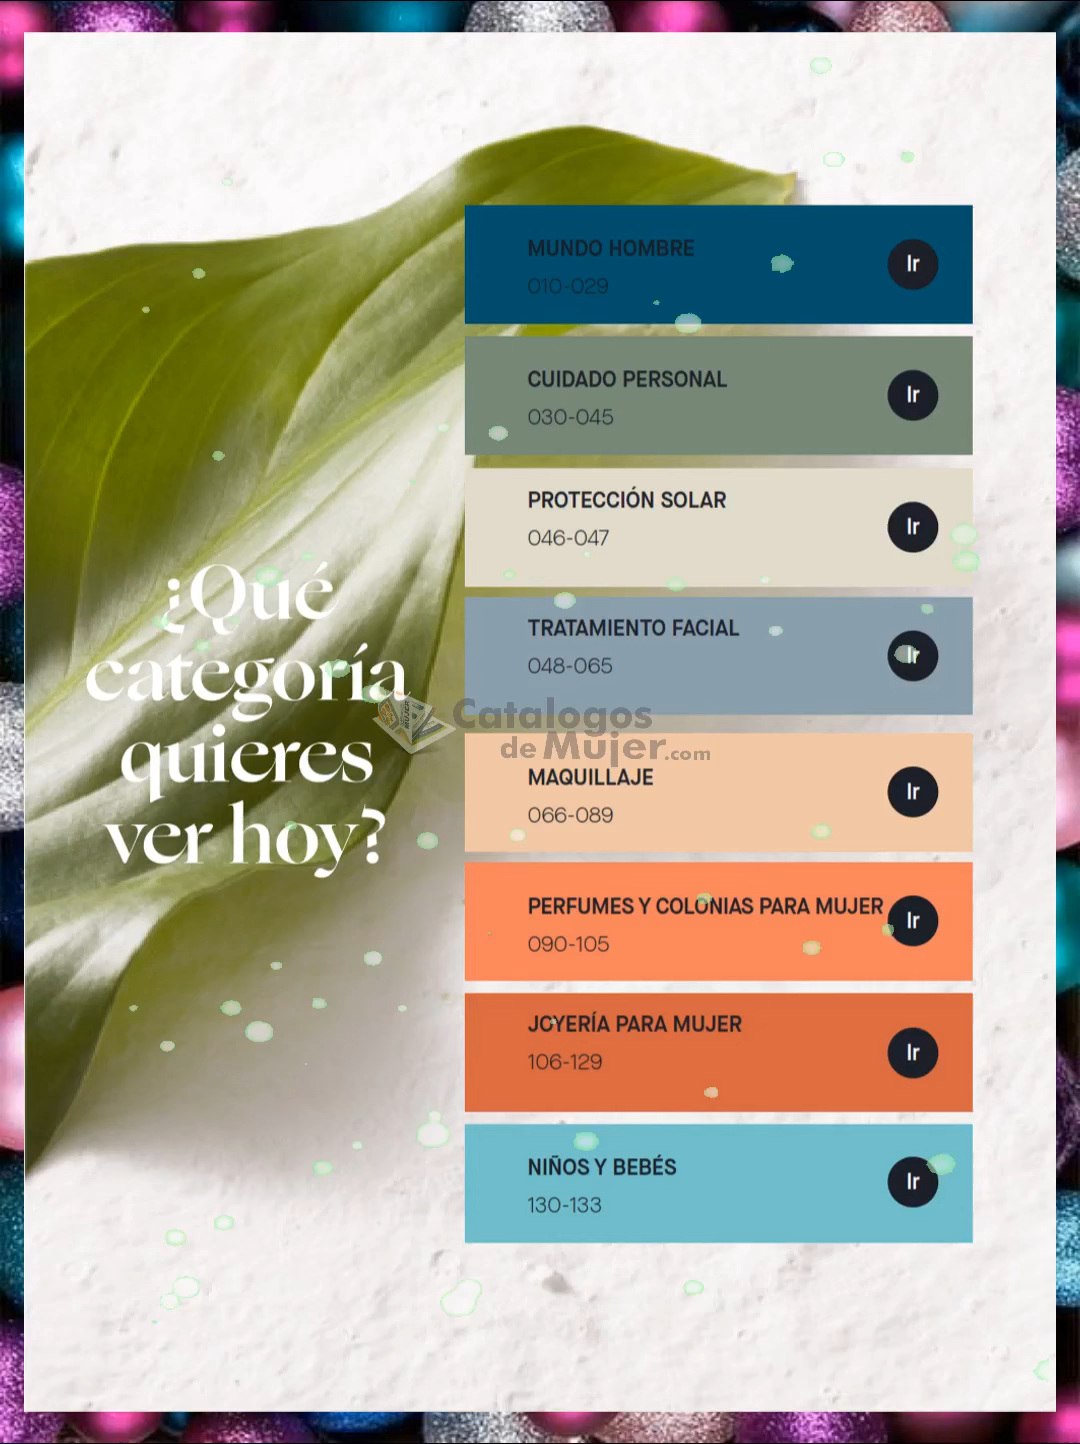 ¿Qué
categoría
quieres
ver hoy?
MUNDO HOMBRE
010-029
Ir
CUIDADO PERSONAL
030-045
Ir
PROTECCIÓN SOLAR
046-047
Ir
TRATAMIENTO FACIAL
048-065
Ir
Catalogos
de Mujer.com
MAQUILLAJE
066-089
Ir
PERFUMES Y COLONIAS PARA MUJER
090-105
Ir
JOYERÍA PARA MUJER
106-129
Ir
NIÑOS Y BEBÉS
130-133
Ir